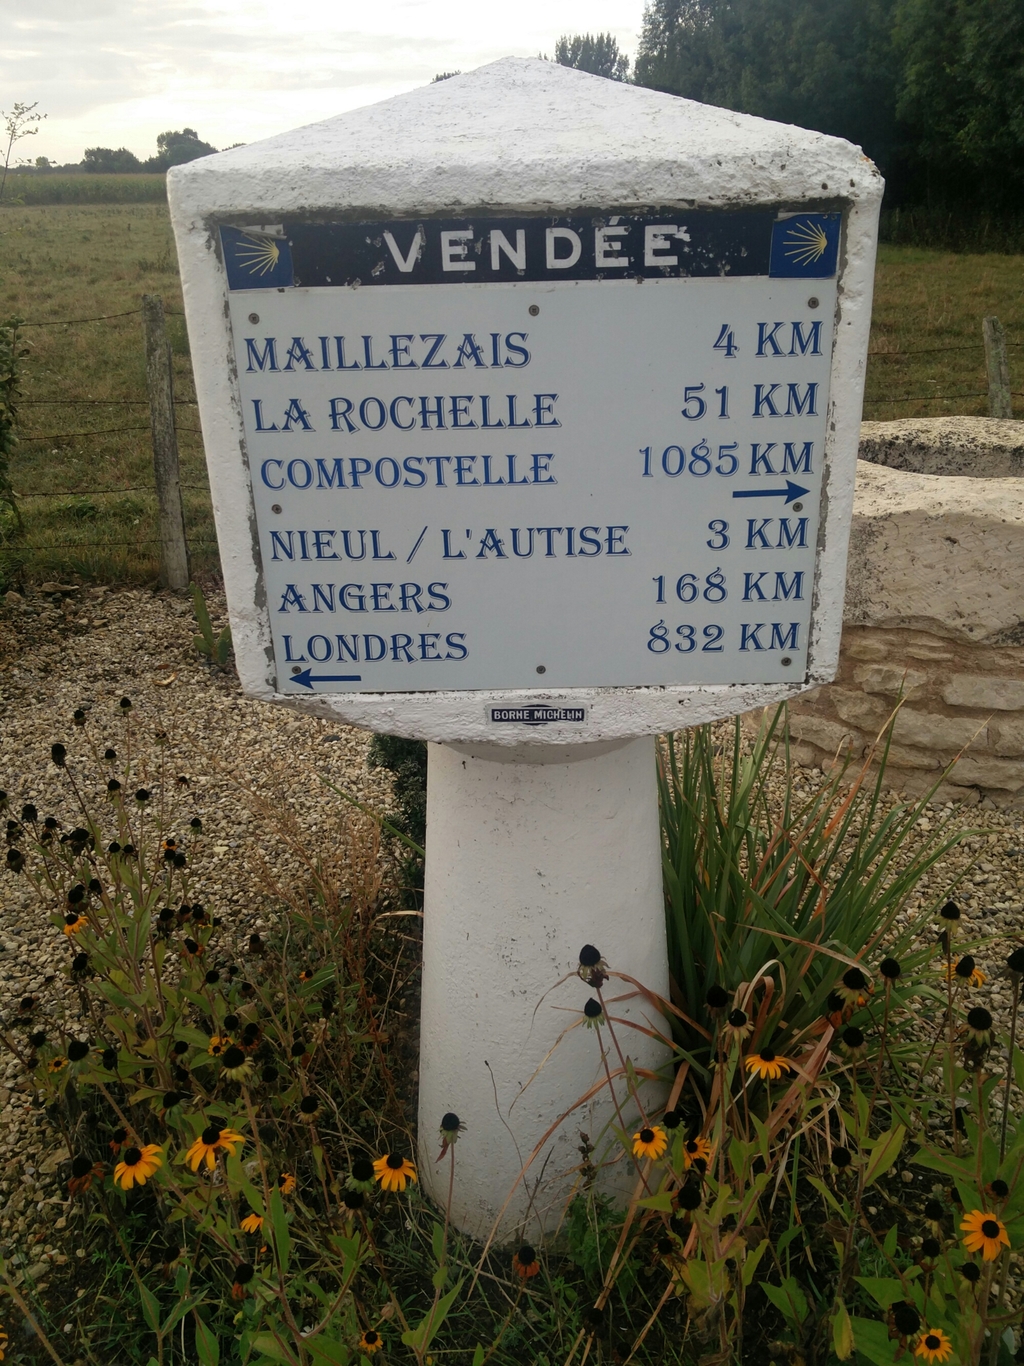 VENDÉE
MAILLEZAIS 4 KM
LA ROCHELLE 51 KM
COMPOSTELLE 1085 KM
NIEUL / L'AUTISE 3 KM
ANGERS 168 KM
LONDRES 832 KM
BORNE MICHELIN